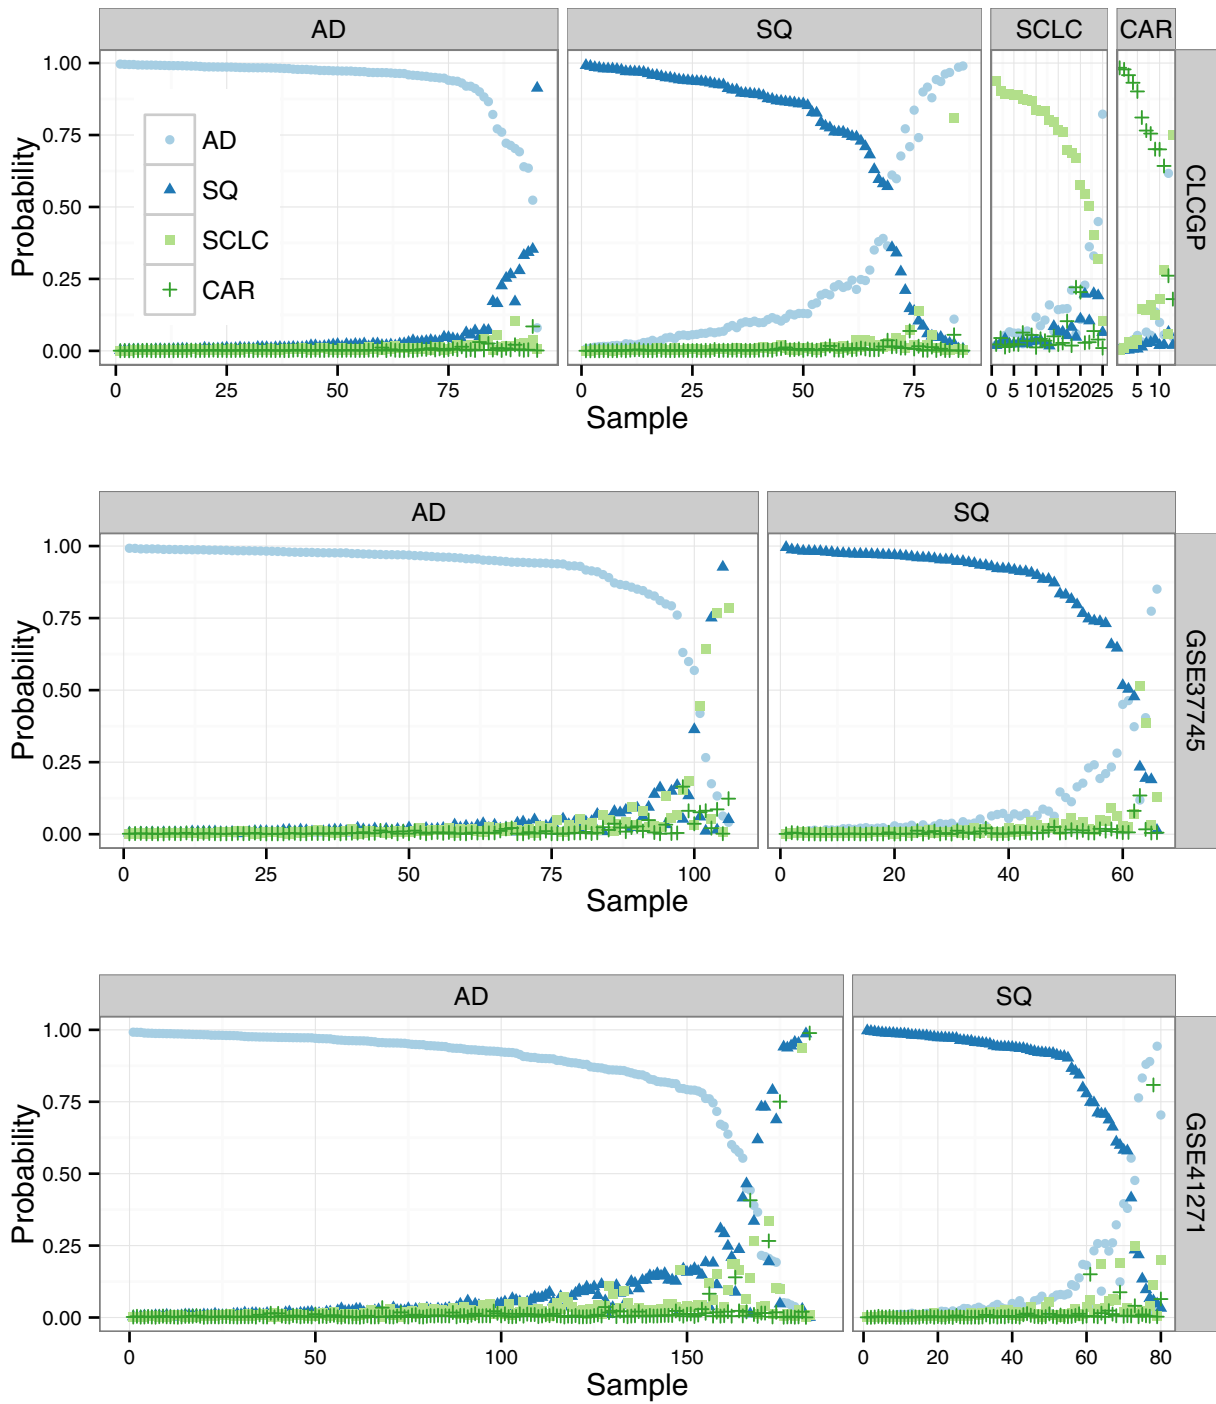 AD SQ SCLC CAR
1.00
0.75
0.50
0.25
0.00
Probability
AD
SQ
SCLC
CAR
CLCGP
0 25 50 75 0 25 50 75 0 5 10 15 20 25 5 10
Sample
AD SQ
1.00
0.75
0.50
0.25
0.00
Probability
GSE37745
0 25 50 75 100 0 20 40 60
Sample
AD SQ
1.00
0.75
0.50
0.25
0.00
Probability
GSE41271
0 50 100 150 0 20 40 60 80
Sample